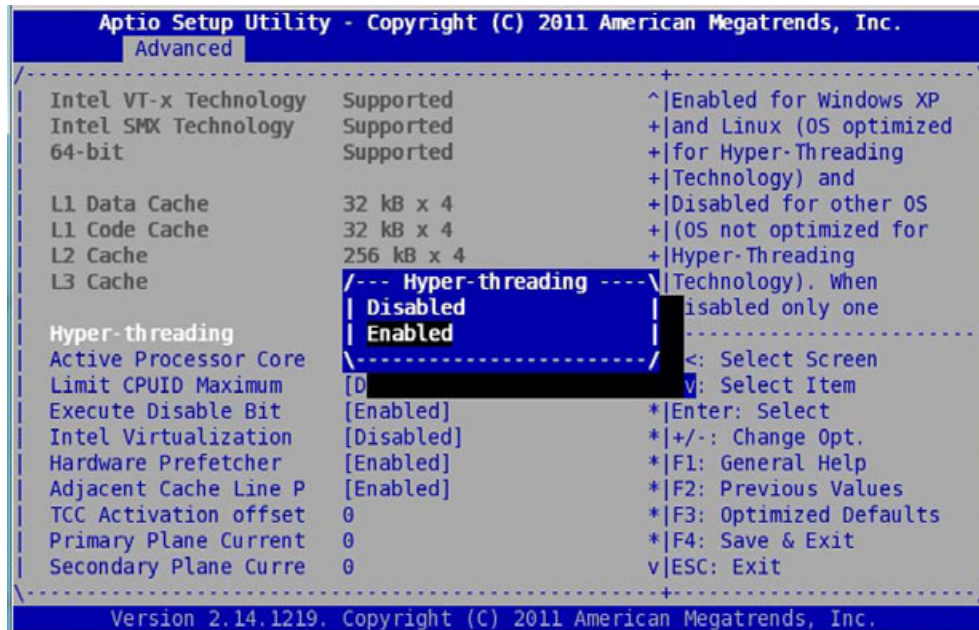 Aptio Setup Utility - Copyright (C) 2011 American Megatrends, Inc.
Advanced
/---------------------------------------------------+-------------------------\
| Intel VT-x Technology Supported ^|Enabled for Windows XP
| Intel SMX Technology Supported +|and Linux (OS optimized
| 64-bit Supported +|for Hyper-Threading
| +|Technology) and
| L1 Data Cache 32 kB x 4 +|Disabled for other OS
| L1 Code Cache 32 kB x 4 +|(OS not optimized for
| L2 Cache 256 kB x 4 +|Hyper-Threading
| L3 Cache /--- Hyper-threading ----\|Technology). When
| | Disabled | isabled only one
| Hyper-threading | Enabled |
| Active Processor Core \------------------------/ <: Select Screen
| Limit CPUID Maximum [D v: Select Item
| Execute Disable Bit [Enabled] *|Enter: Select
| Intel Virtualization [Disabled] *|+/-: Change Opt.
| Hardware Prefetcher [Enabled] *|F1: General Help
| Adjacent Cache Line P [Enabled] *|F2: Previous Values
| TCC Activation offset 0 *|F3: Optimized Defaults
| Primary Plane Current 0 *|F4: Save & Exit
| Secondary Plane Curre 0 v|ESC: Exit
\---------------------------------------------------+-------------------------
Version 2.14.1219. Copyright (C) 2011 American Megatrends, Inc.